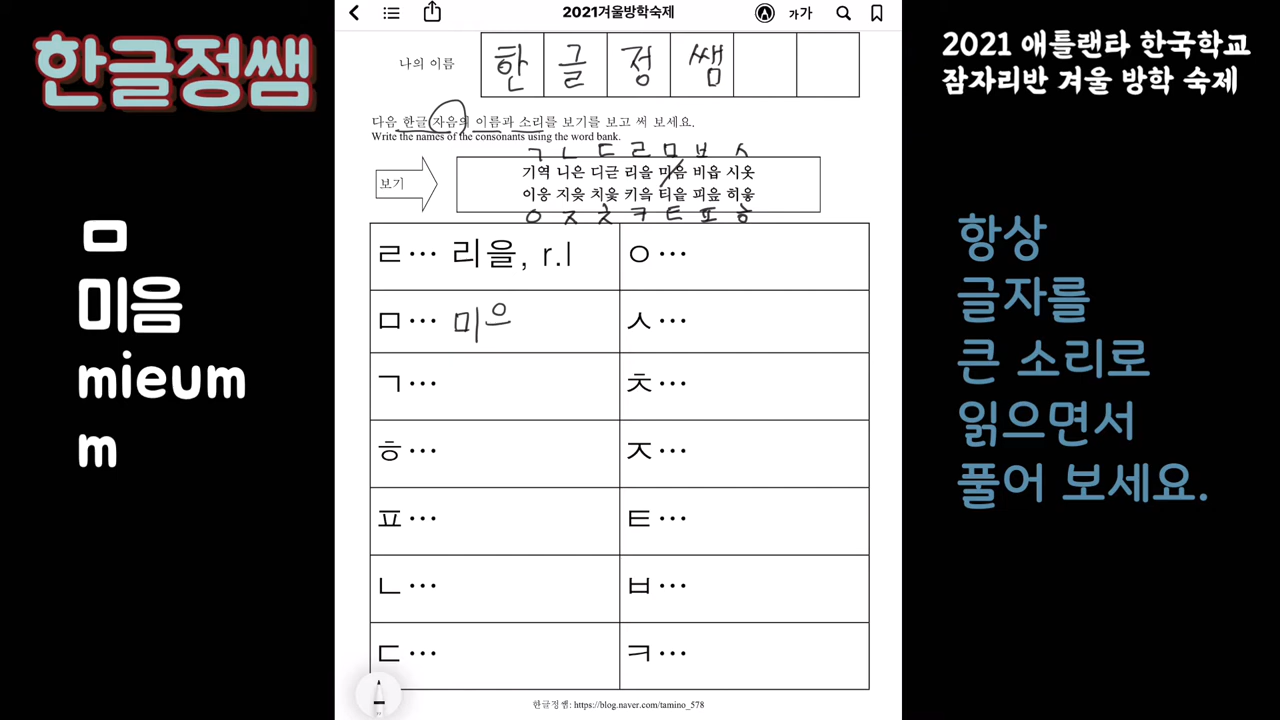 한글정쌤
2021 애틀랜타 한국학교
잠자리반 겨울 방학 숙제
ㅁ
미음
mieum
m
2021겨울방학숙제
가가
나의 이름
한 글 정 쌤
다음 한글 자음의 이름과 소리를 보기를 보고 써 보세요.
Write the names of the consonants using the word bank.
ㄱ ㄴ ㄷ ㄹ ㅁ ㅂ ㅅ
보기
기역 니은 디귿 리을 미음 비읍 시옷
이응 지읒 치읓 키읔 티읕 피읖 히읗
ㅇ ㅈ ㅊ ㅋ ㅌ ㅍ ㅎ
ㄹ… 리을, r.l
ㅇ…
ㅁ… 미으
ㅅ…
ㄱ…
ㅊ…
ㅎ…
ㅈ…
ㅍ…
ㅌ…
ㄴ…
ㅂ…
ㄷ…
ㅋ…
한글정쌤: https://blog.naver.com/tamino_578
항상
글자를
큰 소리로
읽으면서
풀어 보세요.